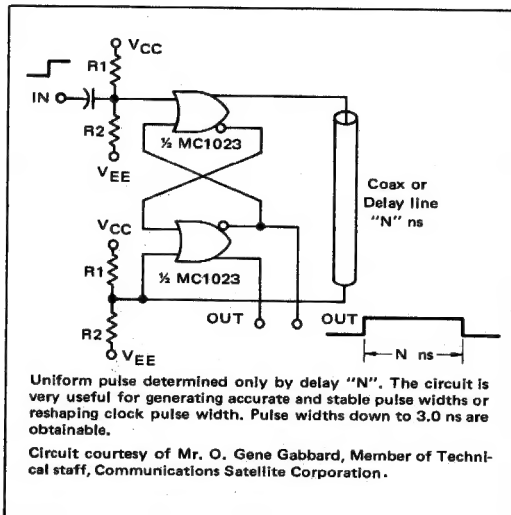 VCC
R1
IN
R2
VEE
½ MC1023
VCC
R1
½ MC1023
R2
VEE
OUT
OUT
Coax or
Delay line
"N" ns
N ns
Uniform pulse determined only by delay "N". The circuit is
very useful for generating accurate and stable pulse widths or
reshaping clock pulse width. Pulse widths down to 3.0 ns are
obtainable.
Circuit courtesy of Mr. O. Gene Gabbard, Member of Techni-
cal staff, Communications Satellite Corporation.